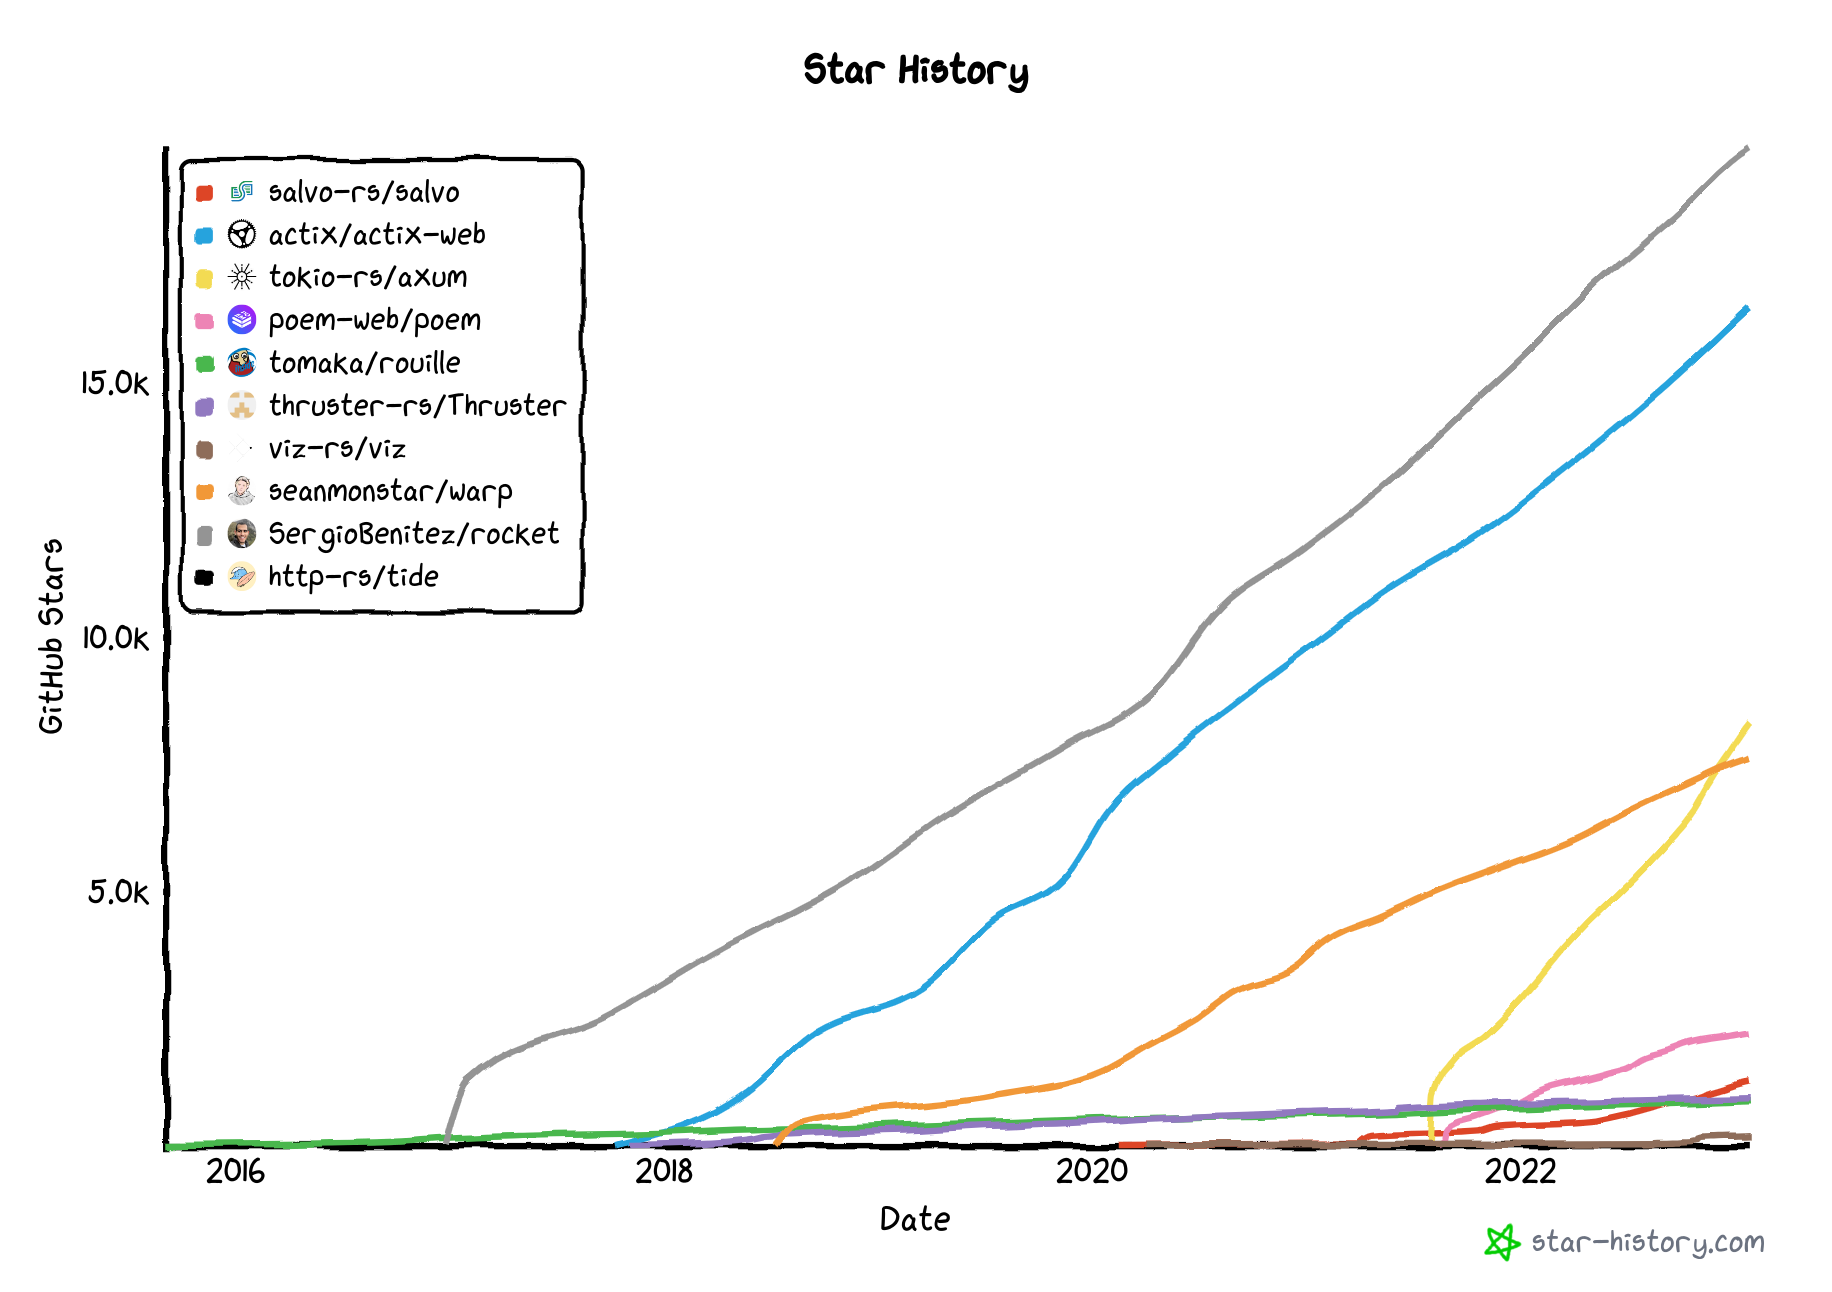 Star History
salvo-rs/salvo
actix/actix-web
tokio-rs/axum
poem-web/poem
tomaka/rouille
thruster-rs/Thruster
viz-rs/viz
seanmonstar/warp
SergioBenitez/rocket
http-rs/tide
15.0k
10.0k
5.0k
GitHub Stars
2016
2018
2020
2022
Date
star-history.com